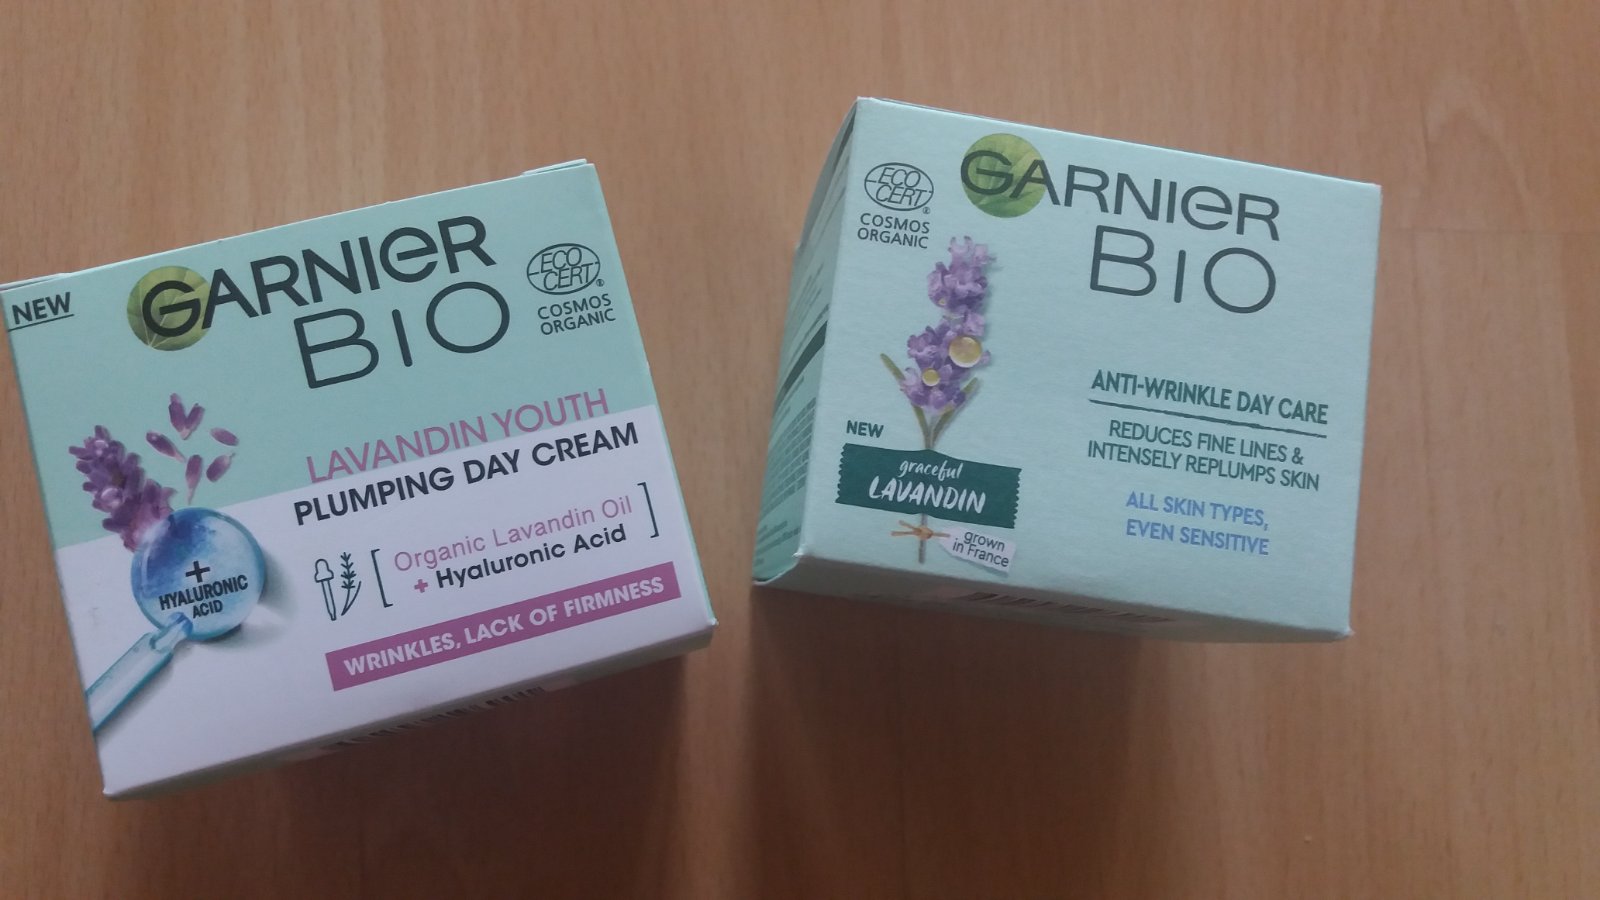 NEW
GARNIER
BIO
ECO
CERT
®
COSMOS
ORGANIC
LAVANDIN YOUTH
PLUMPING DAY CREAM
Organic Lavandin Oil
+ Hyaluronic Acid
+
HYALURONIC
ACID
WRINKLES, LACK OF FIRMNESS
ECO
CERT
®
COSMOS
ORGANIC
GARNIER
BIO
ANTI-WRINKLE DAY CARE
REDUCES FINE LINES &
INTENSELY REPLUMPS SKIN
ALL SKIN TYPES,
EVEN SENSITIVE
NEW
graceful
LAVANDIN
grown
in France